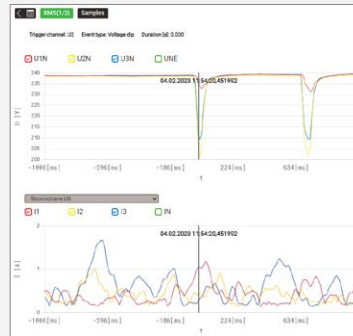 RMS(1/2) Samples
Trigger channel: U2 Event type: Voltage dip Duration [s]: 0.030
U1N U2N U3N UNE
04.02.2023 11:54:20,451992
U [V]
240
235
230
225
220
215
210
205
200
-1006[ms] -596[ms] -186[ms] 224[ms] 634[ms]
t
Stromschiene UG
I1 I2 I3 IN
04.02.2023 11:54:20,451992
I [A]
2
1
0
-1006[ms] -596[ms] -186[ms] 224[ms] 634[ms]
t